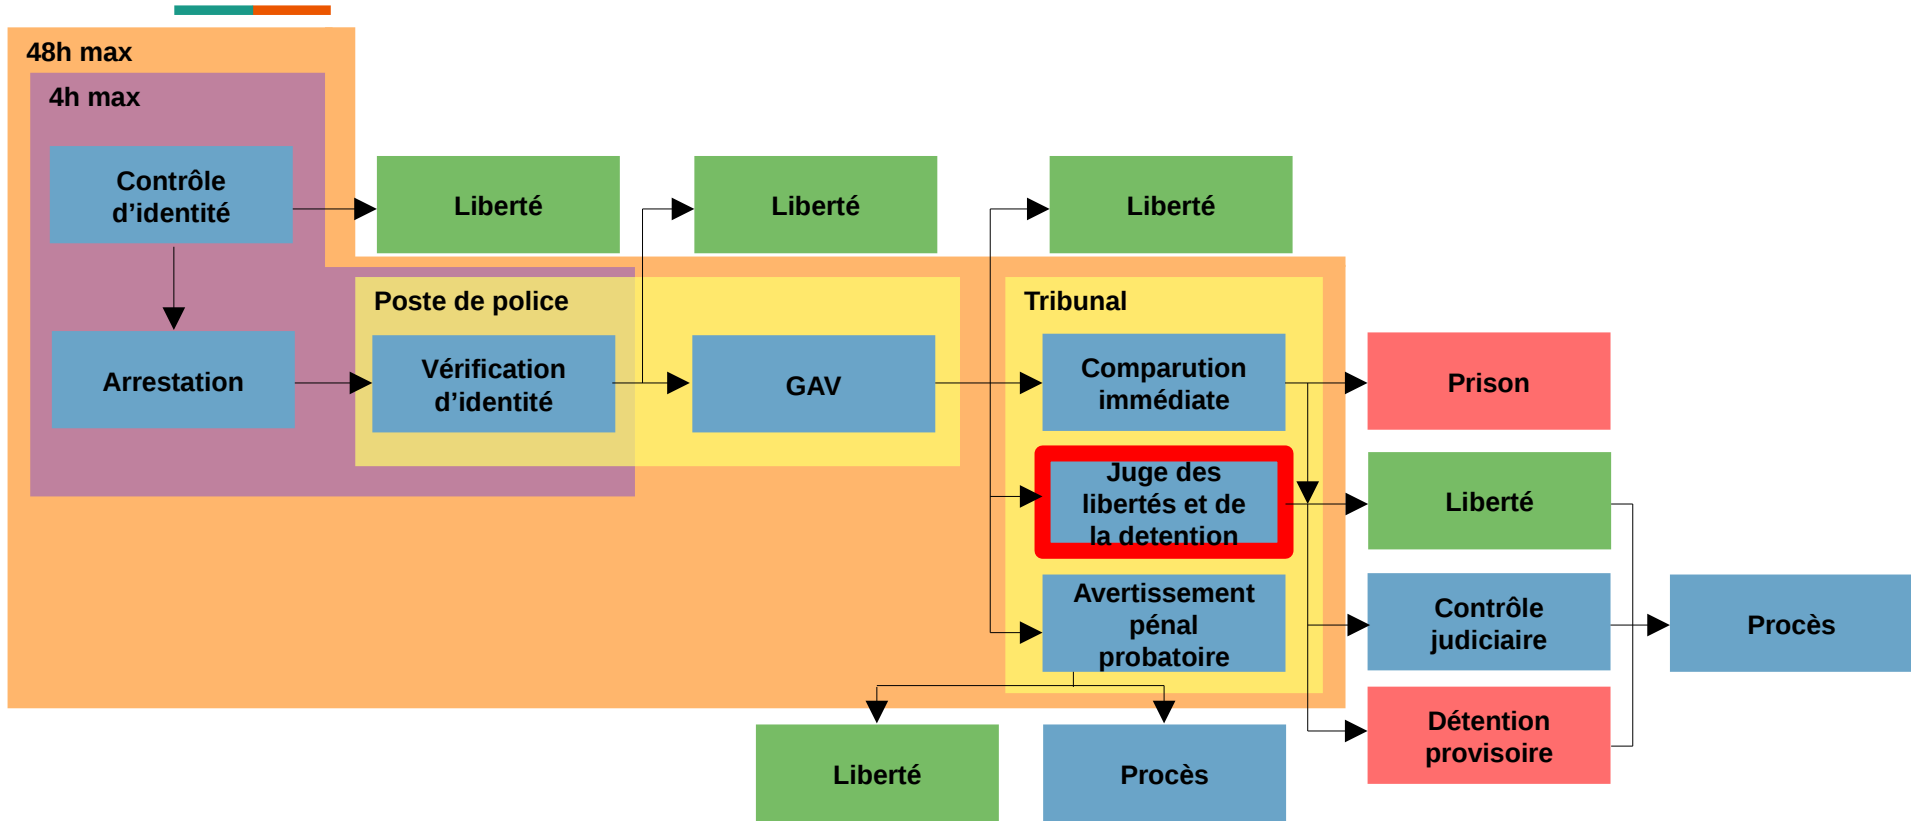 48h max
4h max
Contrôle
d’identité
Liberté
Liberté
Liberté
Poste de police
Tribunal
Arrestation
Vérification
d’identité
GAV
Comparution
immédiate
Prison
Juge des
libertés et de
la detention
Liberté
Avertissement
pénal
probatoire
Contrôle
judiciaire
Procès
Détention
provisoire
Liberté
Procès